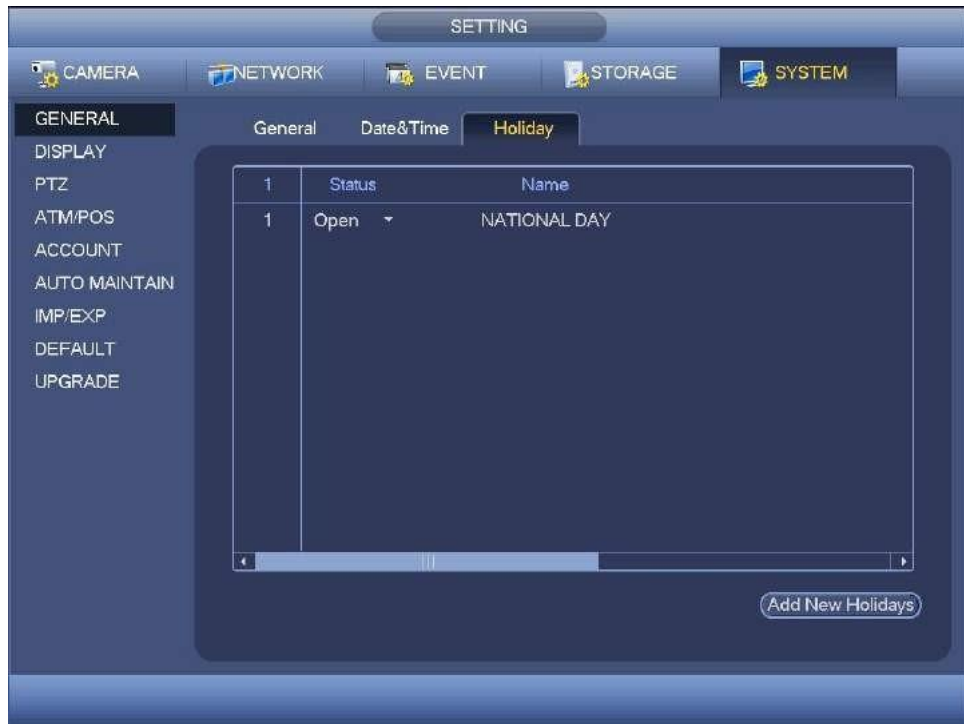 SETTING
CAMERA NETWORK EVENT STORAGE SYSTEM
GENERAL
DISPLAY
PTZ
ATM/POS
ACCOUNT
AUTO MAINTAIN
IMP/EXP
DEFAULT
UPGRADE
General Date&Time Holiday
1 Status Name
1 Open NATIONAL DAY
Add New Holidays